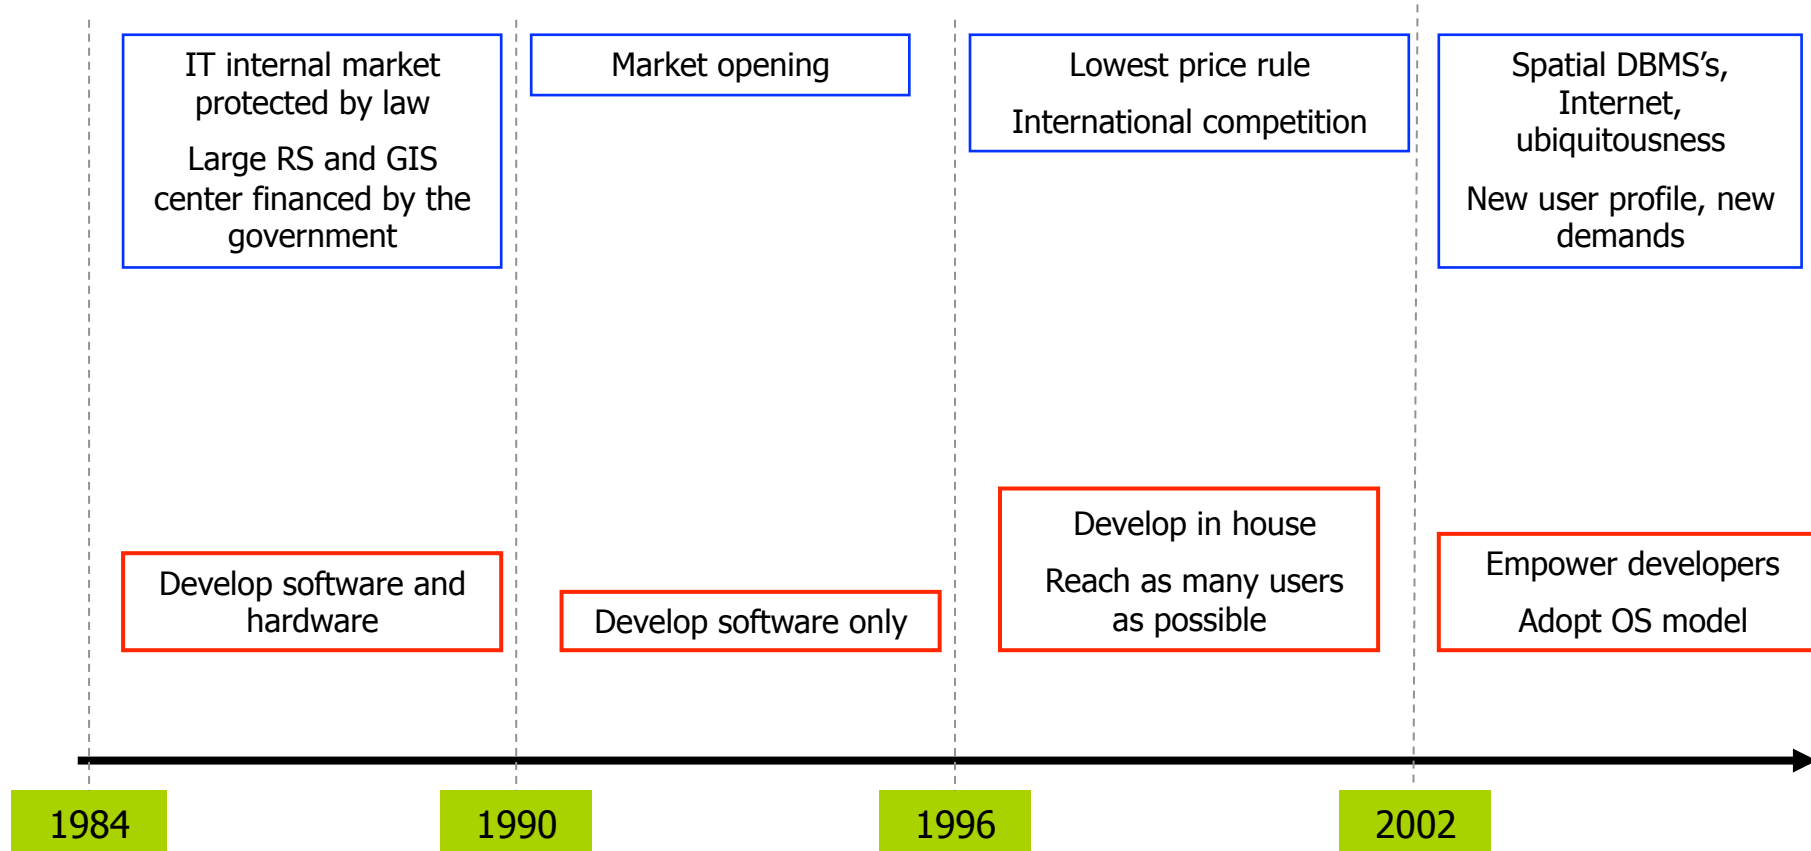 IT internal market
protected by law
Large RS and GIS
center financed by the
government
Market opening
Lowest price rule
International competition
Spatial DBMS’s,
Internet,
ubiquitousness
New user profile, new
demands
Develop software and
hardware
Develop software only
Develop in house
Reach as many users
as possible
Empower developers
Adopt OS model
1984
1990
1996
2002